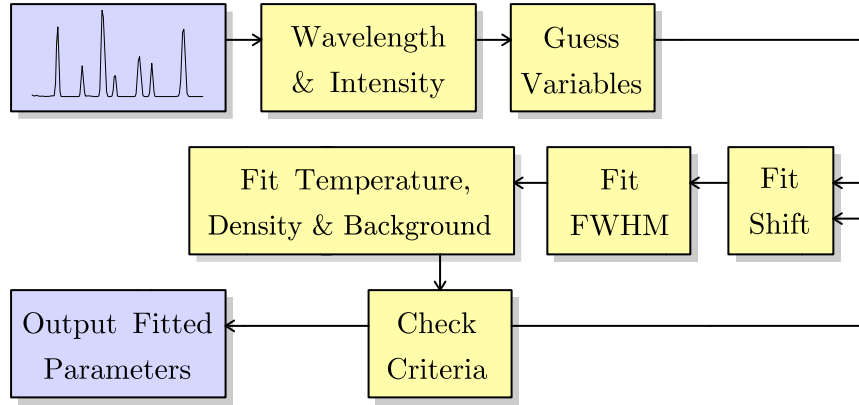 Wavelength
& Intensity
Guess
Variables
Fit Temperature,
Density & Background
Fit
FWHM
Fit
Shift
Output Fitted
Parameters
Check
Criteria